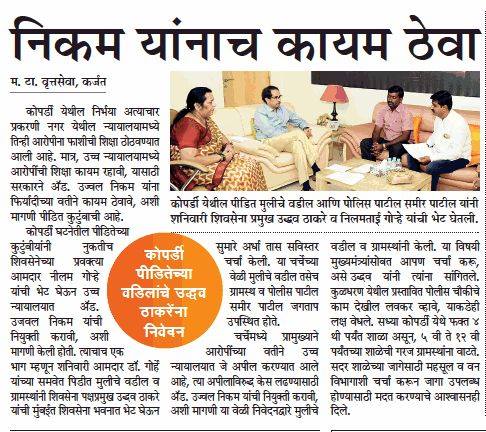 निकम यांनाच कायम ठेवा
म. टा. वृत्तसेवा, कर्जत
कोपर्डी येथील निर्भया अत्याचार
प्रकरणी नगर येथील न्यायालयामध्ये
तिन्ही आरोपींना फाशीची शिक्षा ठोठवण्यात
आली आहे. मात्र, उच्च न्यायालयामध्ये
आरोपींची शिक्षा कायम रहावी, यासाठी
सरकारने अॅड. उज्वल निकम यांना
फिर्यादीच्या वतीने कायम ठेवावे, अशी
मागणी पीडित कुटुंबाची आहे.
कोपर्डी घटनेतील पीडितेच्या
कुटुंबीयांनी नुकतीच
शिवसेनेच्या प्रवक्त्या
आमदार नीलम गोऱ्हे
यांची भेट घेऊन उच्च
न्यायालयात अॅड.
उजवल निकम यांची
नियुक्ती करावी, अशी
मागणी केली होती. त्याचाच एक
भाग म्हणून शनिवारी आमदार डॉ. गोर्हे
यांच्या समवेत पिडीत मुलीचे वडील व
ग्रामस्थांनी शिवसेना पक्षप्रमुख उद्धव ठाकरे
यांची मुंबईत शिवसेना भवनात भेट घेऊन
कोपर्डी येथील पीडित मुलीचे वडील आणि पोलिस पाटील समीर पाटील यांनी
शनिवारी शिवसेना प्रमुख उद्धव ठाकरे व निलमताई गोऱ्हे यांची भेट घेतली.
कोपर्डी
पीडितेच्या
वडिलांचे उद्धव
ठाकरेंना
निवेदन
सुमारे अर्धा तास सविस्तर
चर्चा केली. या चर्चेच्या
वेळी मुलीचे वडील तसेच
ग्रामस्थ व पोलीस पाटील
समीर पाटील जगताप
उपस्थित होते.
चर्चेमध्ये प्रामुख्याने
आरोपींच्या वतीने उच्च
न्यायालयात जे अपील करण्यात आले
आहे, त्या अपीलाविरुद्ध केस लढण्यासाठी
अॅड. उज्वल निकम यांची नियुक्ती करावी,
अशी मागणी या वेळी निवेदनद्वारे मुलीचे
वडील व ग्रामस्थांनी केली. या विषयी
मुख्यमंत्र्यांसोबत आपण चर्चा करू,
असे उद्धव यांनी त्यांना सांगितले.
कुळधरण येथील प्रस्तावित पोलीस चौकीचे
काम देखील लवकर व्हावे, याकडेही
लक्ष वेधले. सध्या कोपर्डी येथे फक्त ४
थी पर्यंत शाळा असून, ५ वी ते १२ वी
पर्यंतच्या शाळेची गरज ग्रामस्थांना वाटते.
सदर शाळेच्या जागेसाठी महसूल व वन
विभागाशी चर्चा करून जागा उपलब्ध
होण्यासाठी मदत करण्याचे आश्वासनही
दिले.